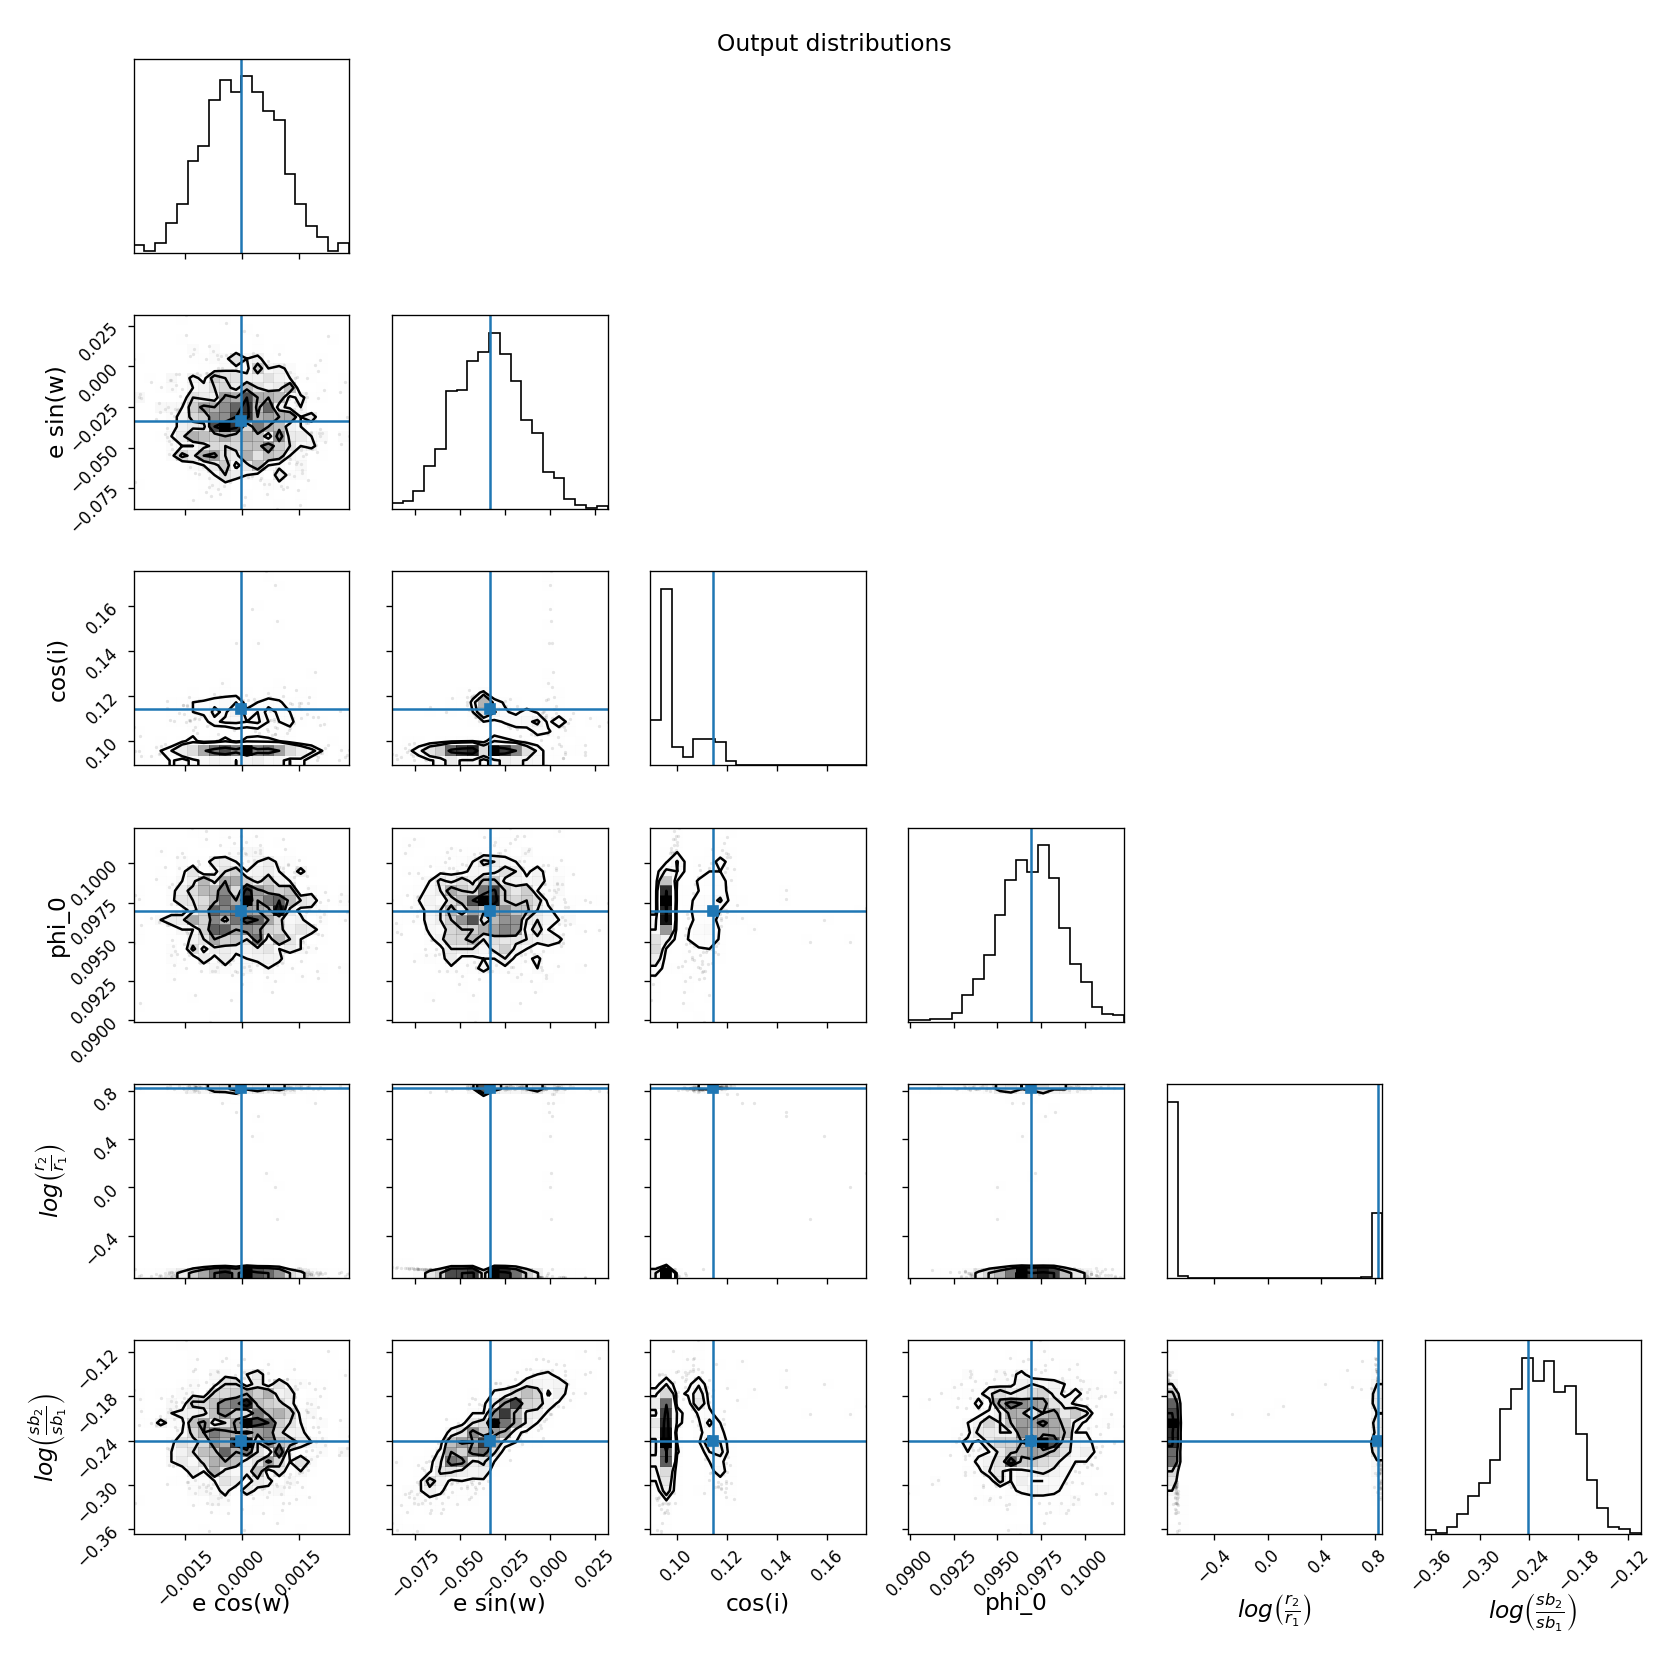 Output distributions
e sin(w)
0.025
0.000
−0.025
−0.050
−0.075
cos(i)
0.16
0.14
0.12
0.10
phi_0
0.1000
0.0975
0.0950
0.0925
0.0900
log(r₂/r₁)
0.8
0.4
0.0
−0.4
log(sb₂/sb₁)
−0.12
−0.18
−0.24
−0.30
−0.36
−0.0015 0.0000 0.0015
e cos(w)
−0.075 −0.050 −0.025 0.000 0.025
e sin(w)
0.10 0.12 0.14 0.16
cos(i)
0.0900 0.0925 0.0950 0.0975 0.1000
phi_0
−0.4 0.0 0.4 0.8
log(r₂/r₁)
−0.36 −0.30 −0.24 −0.18 −0.12
log(sb₂/sb₁)